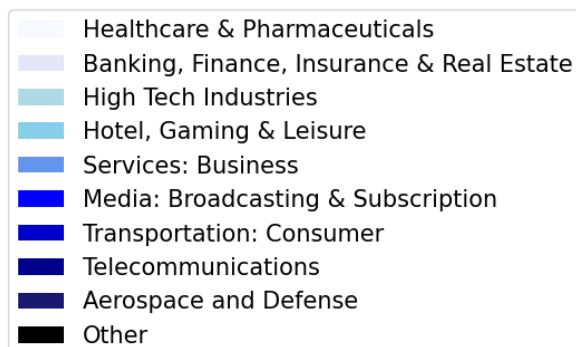 Healthcare & Pharmaceuticals
Banking, Finance, Insurance & Real Estate
High Tech Industries
Hotel, Gaming & Leisure
Services: Business
Media: Broadcasting & Subscription
Transportation: Consumer
Telecommunications
Aerospace and Defense
Other